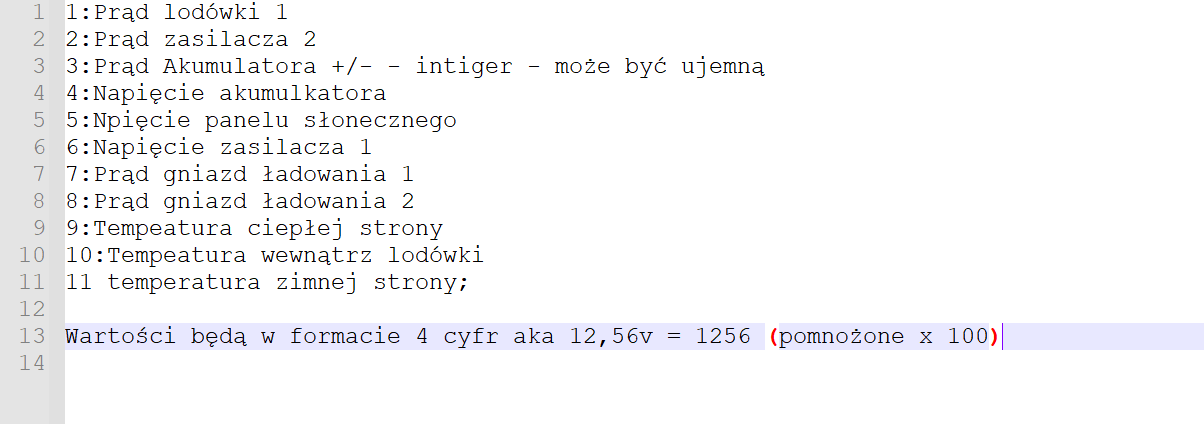 1 1:Prąd lodówki 1
2 2:Prąd zasilacza 2
3 3:Prąd Akumulatora +/- - intiger - może być ujemną
4 4:Napięcie akumulkatora
5 5:Npięcie panelu słonecznego
6 6:Napięcie zasilacza 1
7 7:Prąd gniazd ładowania 1
8 8:Prąd gniazd ładowania 2
9 9:Tempeatura ciepłej strony
10 10:Tempeatura wewnątrz lodówki
11 11 temperatura zimnej strony;
12
13 Wartości będą w formacie 4 cyfr aka 12,56v = 1256 (pomnożone x 100)
14